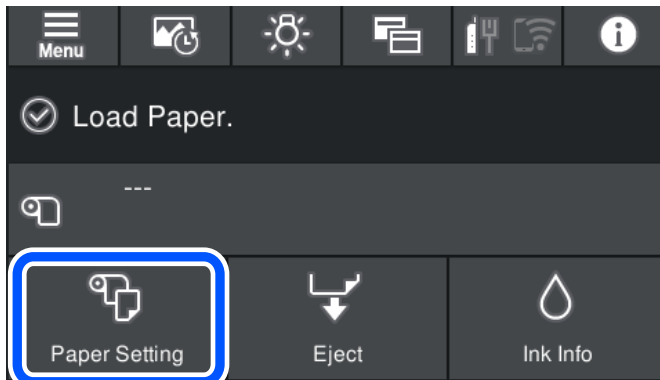 Menu
i
Load Paper.
---
Paper Setting
Eject
Ink Info